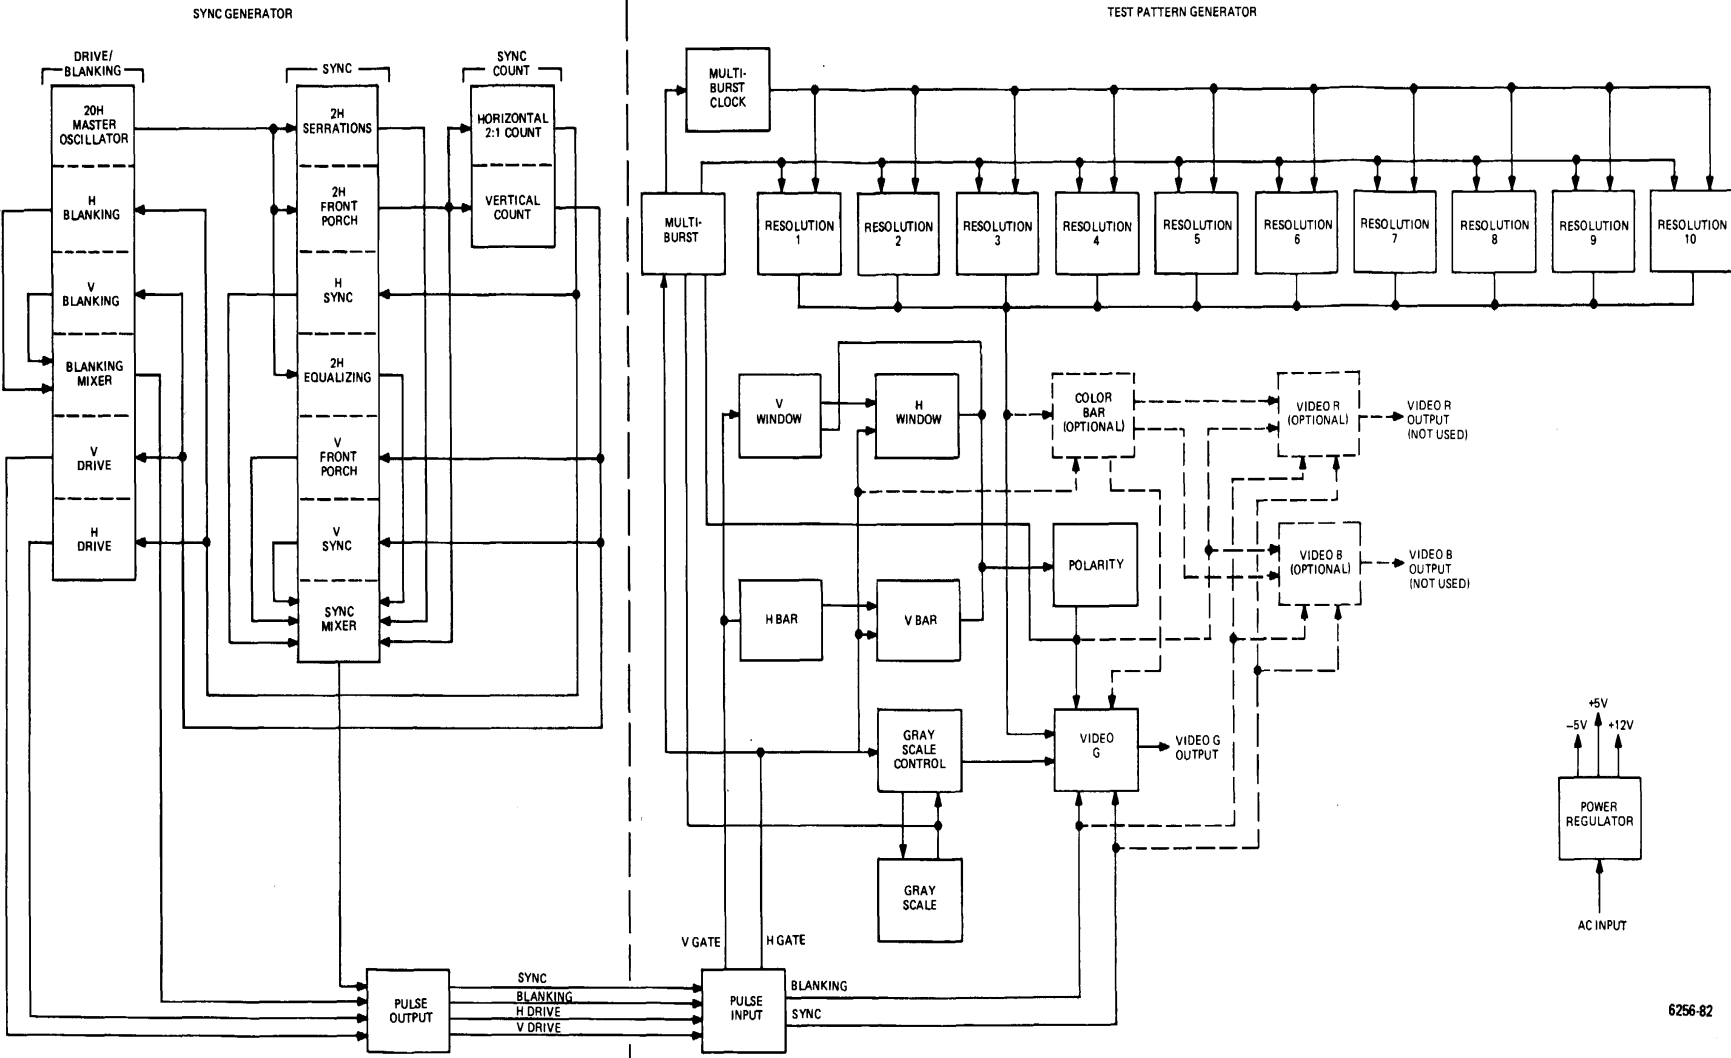 SYNC GENERATOR
TEST PATTERN GENERATOR
DRIVE/
BLANKING
SYNC
SYNC
COUNT
20H
MASTER
OSCILLATOR
H
BLANKING
V
BLANKING
BLANKING
MIXER
V
DRIVE
H
DRIVE
2H
SERRATIONS
2H
FRONT
PORCH
H
SYNC
2H
EQUALIZING
V
FRONT
PORCH
V
SYNC
SYNC
MIXER
HORIZONTAL
2:1 COUNT
VERTICAL
COUNT
PULSE
OUTPUT
SYNC
BLANKING
H DRIVE
V DRIVE
MULTI-
BURST
CLOCK
MULTI-
BURST
RESOLUTION
1
RESOLUTION
2
RESOLUTION
3
RESOLUTION
4
RESOLUTION
5
RESOLUTION
6
RESOLUTION
7
RESOLUTION
8
RESOLUTION
9
RESOLUTION
10
V
WINDOW
H
WINDOW
COLOR
BAR
(OPTIONAL)
VIDEO R
(OPTIONAL)
VIDEO R
OUTPUT
(NOT USED)
H BAR
V BAR
POLARITY
VIDEO B
(OPTIONAL)
VIDEO B
OUTPUT
(NOT USED)
GRAY
SCALE
CONTROL
VIDEO
G
VIDEO G
OUTPUT
GRAY
SCALE
V GATE
H GATE
PULSE
INPUT
BLANKING
SYNC
+5V
-5V
+12V
POWER
REGULATOR
AC INPUT
6256-82